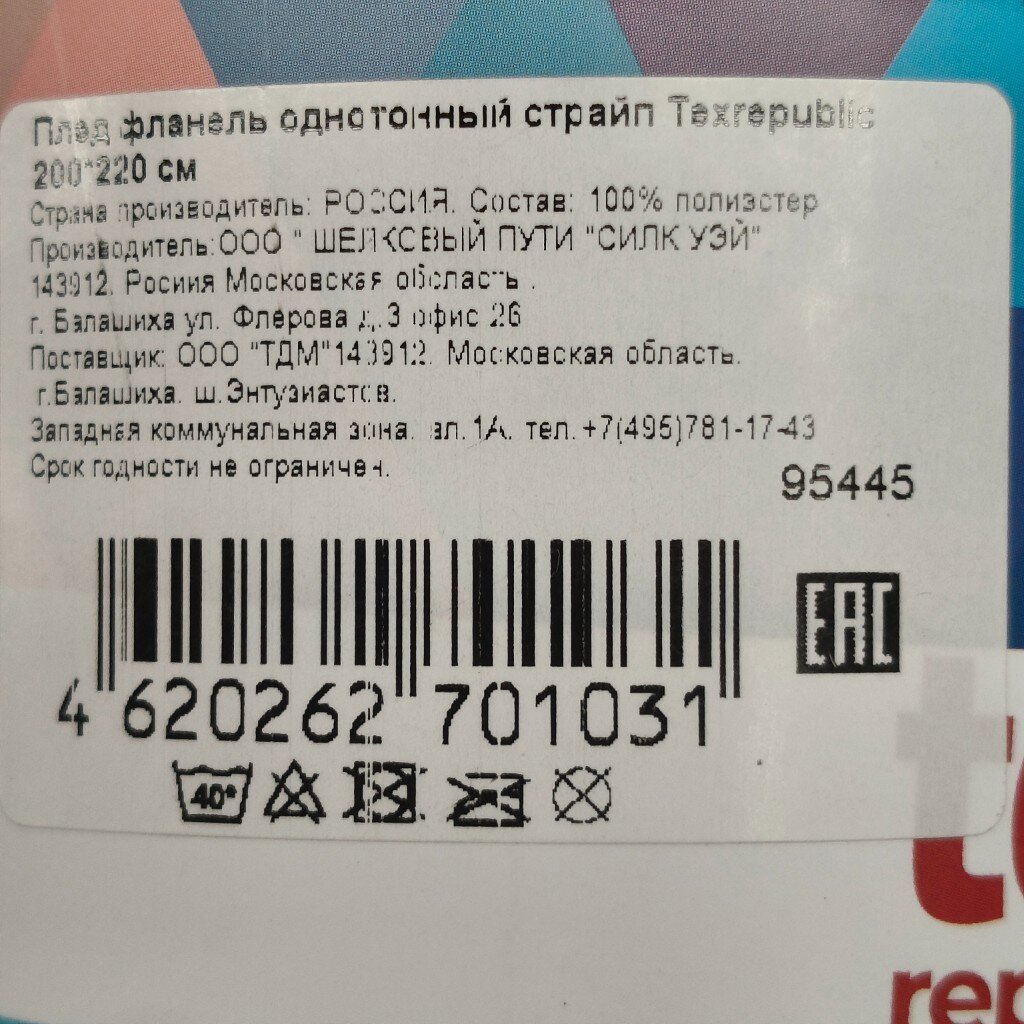 Плед фланель однотонный страйп Texrepublic
200*220 см
Страна производитель: РОССИЯ. Состав: 100% полиэстер
Производитель:ООО " ШЕЛКОВЫЙ ПУТИ "СИЛК УЭЙ"
143912. Росиия Московская область .
г. Балашиха ул. Флерова д.3 офис 26
Поставщик: ООО "ТДМ"143912. Московская область.
г.Балашиха. ш.Энтузиастов.
Западная коммунальная зона. вл.1А. тел.+7(495)781-17-43
Срок годности не ограничен.
95445
EAC
4 620262 701031
40°
te
rep